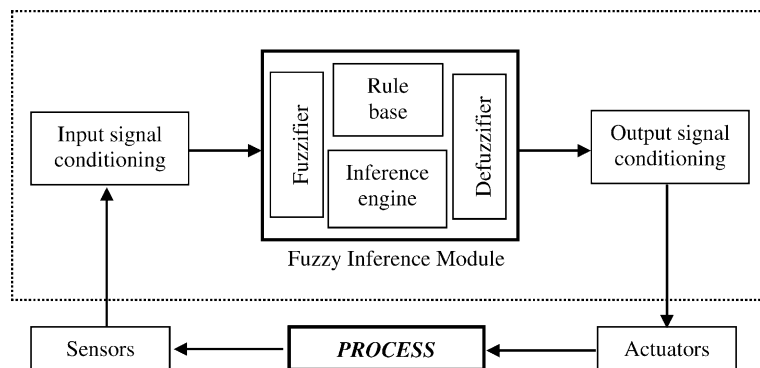 Input signal
conditioning
Fuzzifier
Rule
base
Inference
engine
Defuzzifier
Output signal
conditioning
Fuzzy Inference Module
Sensors
PROCESS
Actuators